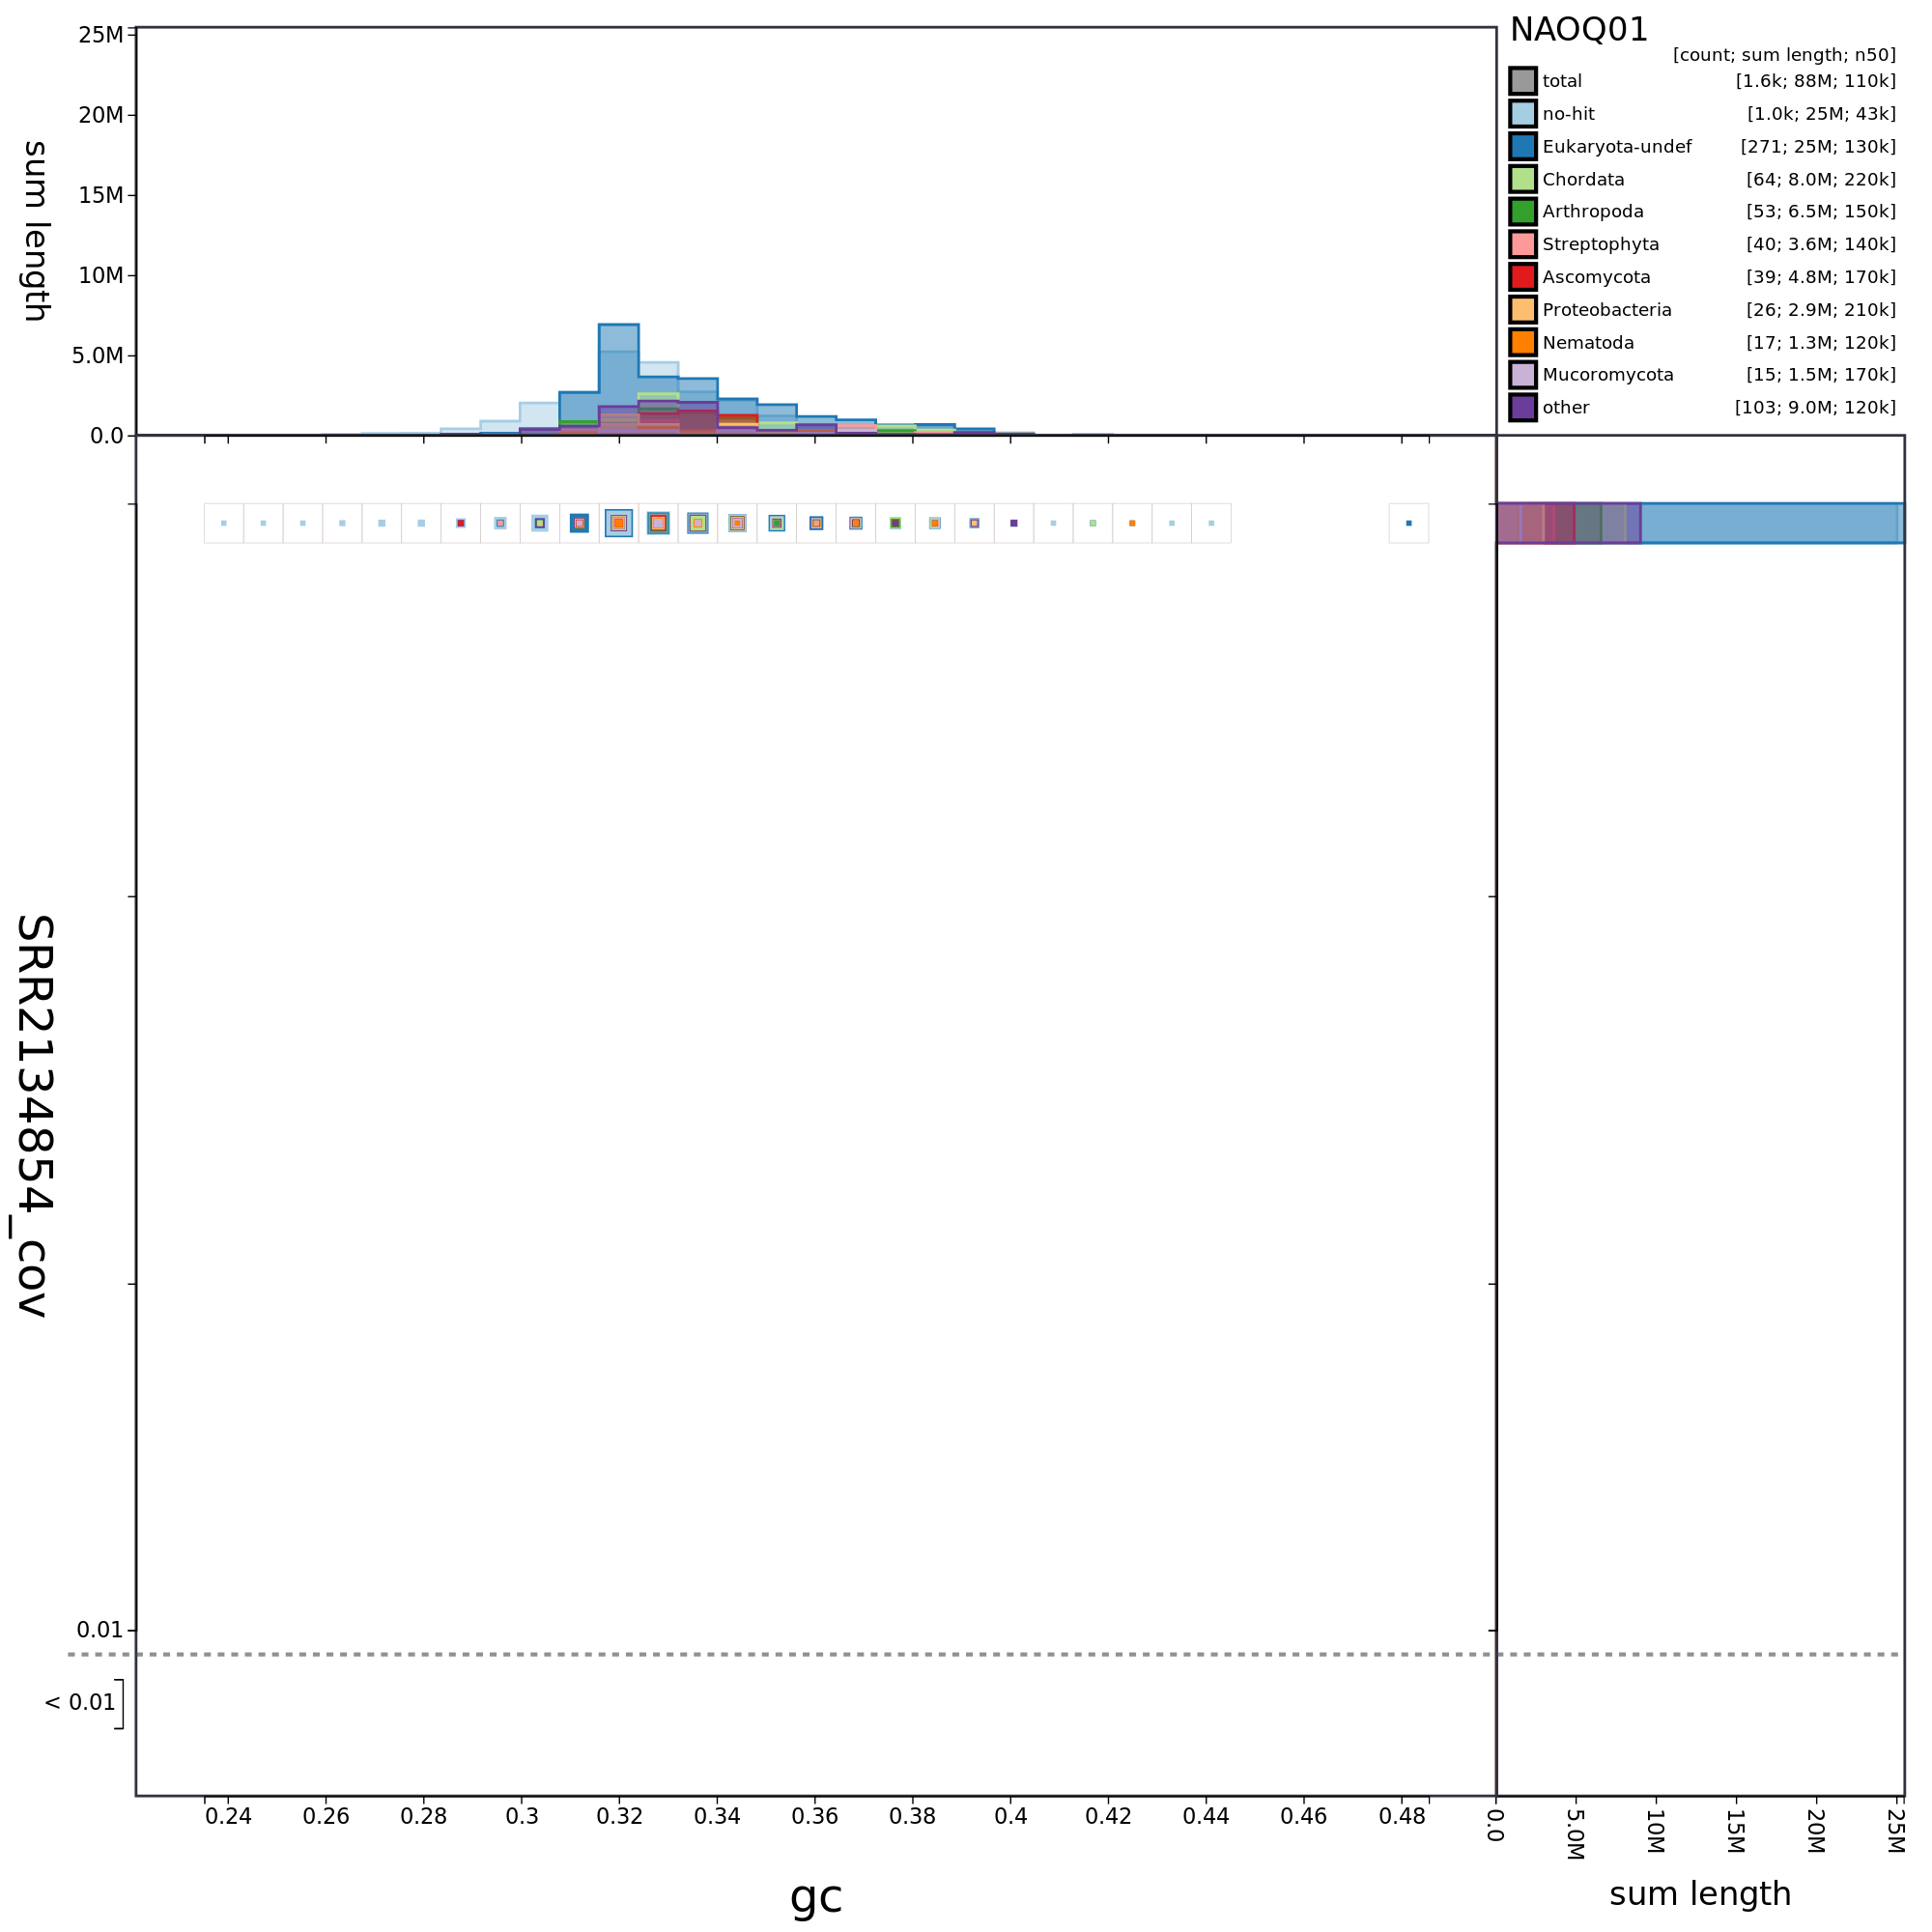 NAOQ01
[count; sum length; n50]
total [1.6k; 88M; 110k]
no-hit [1.0k; 25M; 43k]
Eukaryota-undef [271; 25M; 130k]
Chordata [64; 8.0M; 220k]
Arthropoda [53; 6.5M; 150k]
Streptophyta [40; 3.6M; 140k]
Ascomycota [39; 4.8M; 170k]
Proteobacteria [26; 2.9M; 210k]
Nematoda [17; 1.3M; 120k]
Mucoromycota [15; 1.5M; 170k]
other [103; 9.0M; 120k]
sum length
25M
20M
15M
10M
5.0M
0.0
SRR2134854_cov
0.01
< 0.01
0.24 0.26 0.28 0.3 0.32 0.34 0.36 0.38 0.4 0.42 0.44 0.46 0.48
gc
0.0 5.0M 10M 15M 20M 25M
sum length